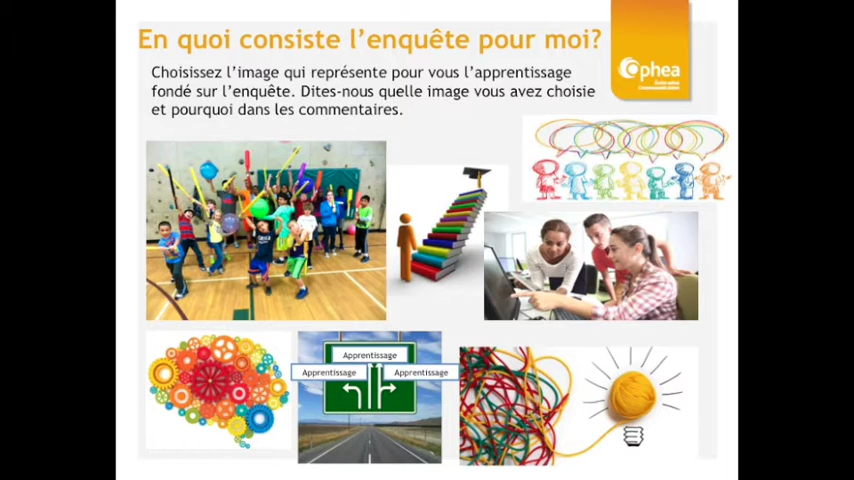 En quoi consiste l’enquête pour moi?
Choisissez l’image qui représente pour vous l’apprentissage
fondé sur l’enquête. Dites-nous quelle image vous avez choisie
et pourquoi dans les commentaires.
Ophea
Apprentissage
Apprentissage
Apprentissage